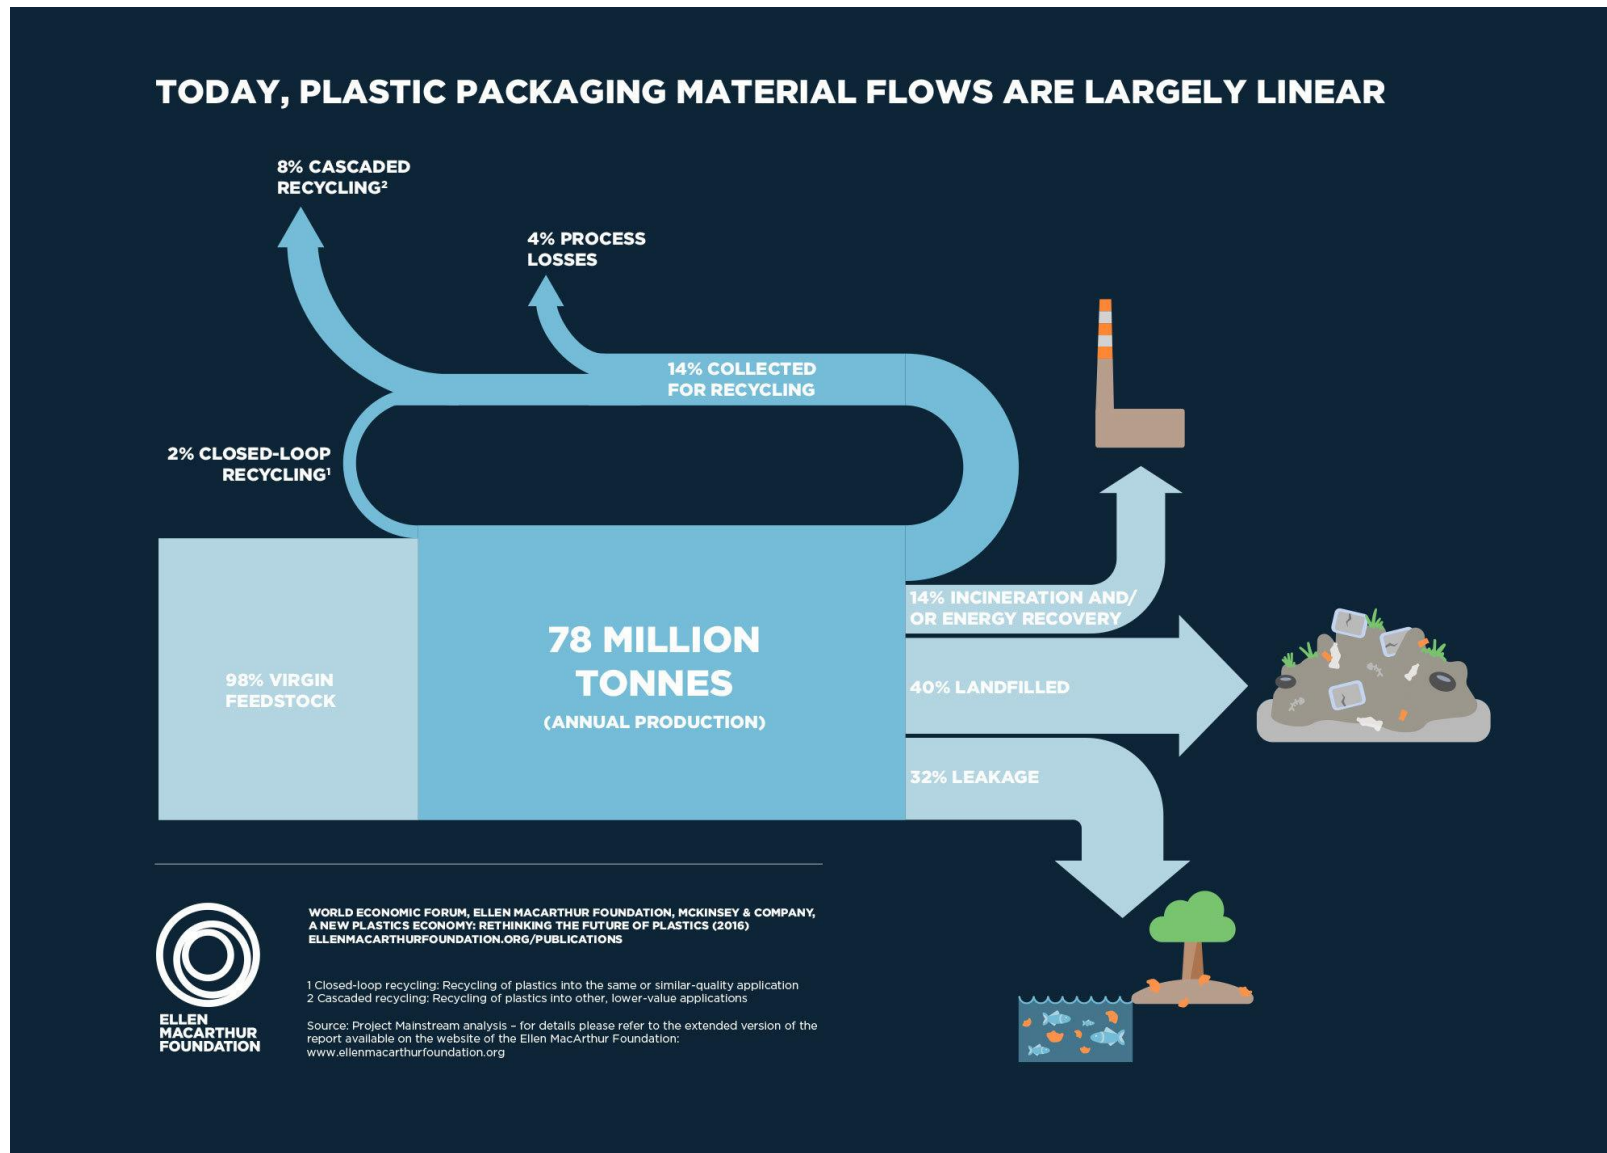 TODAY, PLASTIC PACKAGING MATERIAL FLOWS ARE LARGELY LINEAR
8% CASCADED
RECYCLING²
4% PROCESS
LOSSES
14% COLLECTED
FOR RECYCLING
2% CLOSED-LOOP
RECYCLING¹
14% INCINERATION AND/
OR ENERGY RECOVERY
98% VIRGIN
FEEDSTOCK
78 MILLION
TONNES
(ANNUAL PRODUCTION)
40% LANDFILLED
32% LEAKAGE
WORLD ECONOMIC FORUM, ELLEN MACARTHUR FOUNDATION, MCKINSEY & COMPANY,
A NEW PLASTICS ECONOMY: RETHINKING THE FUTURE OF PLASTICS (2016)
ELLENMACARTHURFOUNDATION.ORG/PUBLICATIONS
1 Closed-loop recycling: Recycling of plastics into the same or similar-quality application
2 Cascaded recycling: Recycling of plastics into other, lower-value applications
Source: Project Mainstream analysis – for details please refer to the extended version of the
report available on the website of the Ellen MacArthur Foundation:
www.ellenmacarthurfoundation.org
ELLEN
MACARTHUR
FOUNDATION